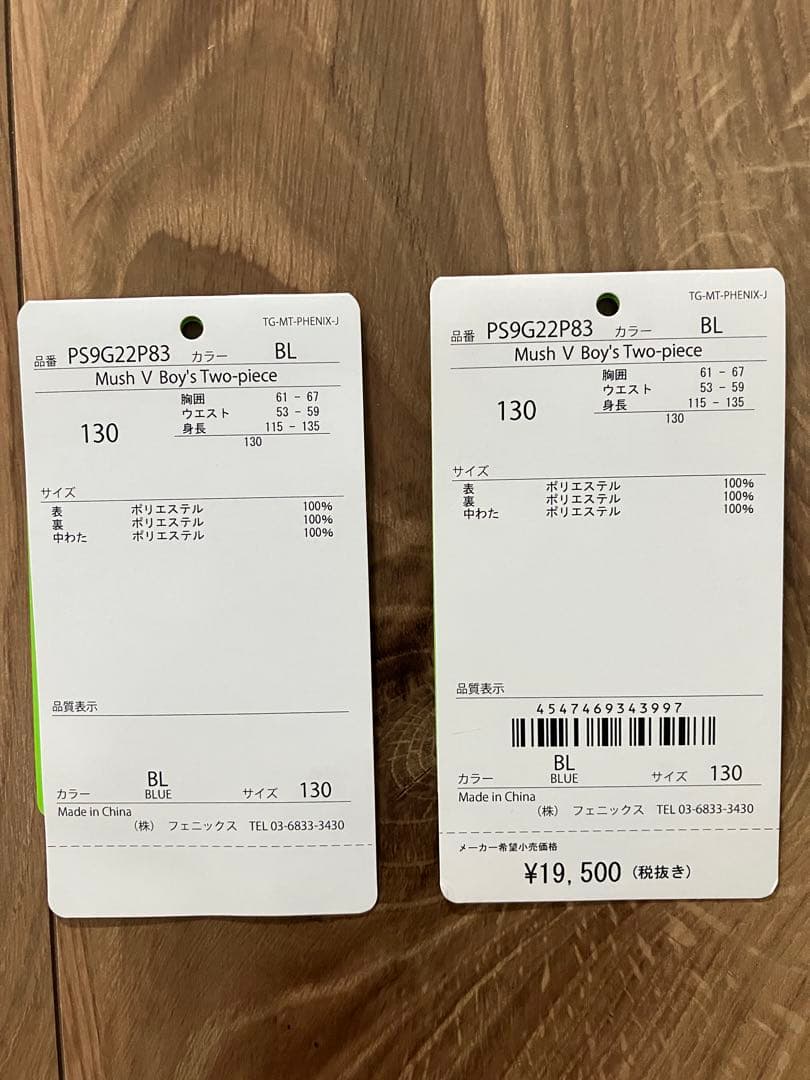 TG-MT-PHENIX-J
品番 PS9G22P83 カラー BL
Mush V Boy's Two-piece
130
胸囲 61 - 67
ウエスト 53 - 59
身長 115 - 135
130
サイズ
表 ポリエステル 100%
裏 ポリエステル 100%
中わた ポリエステル 100%
品質表示
カラー BL サイズ 130
BLUE
Made in China
(株) フェニックス TEL 03-6833-3430
TG-MT-PHENIX-J
品番 PS9G22P83 カラー BL
Mush V Boy's Two-piece
130
胸囲 61 - 67
ウエスト 53 - 59
身長 115 - 135
130
サイズ
表 ポリエステル 100%
裏 ポリエステル 100%
中わた ポリエステル 100%
品質表示
4547469343997
カラー BL サイズ 130
BLUE
Made in China
(株) フェニックス TEL 03-6833-3430
メーカー希望小売価格
¥19,500 (税抜き)